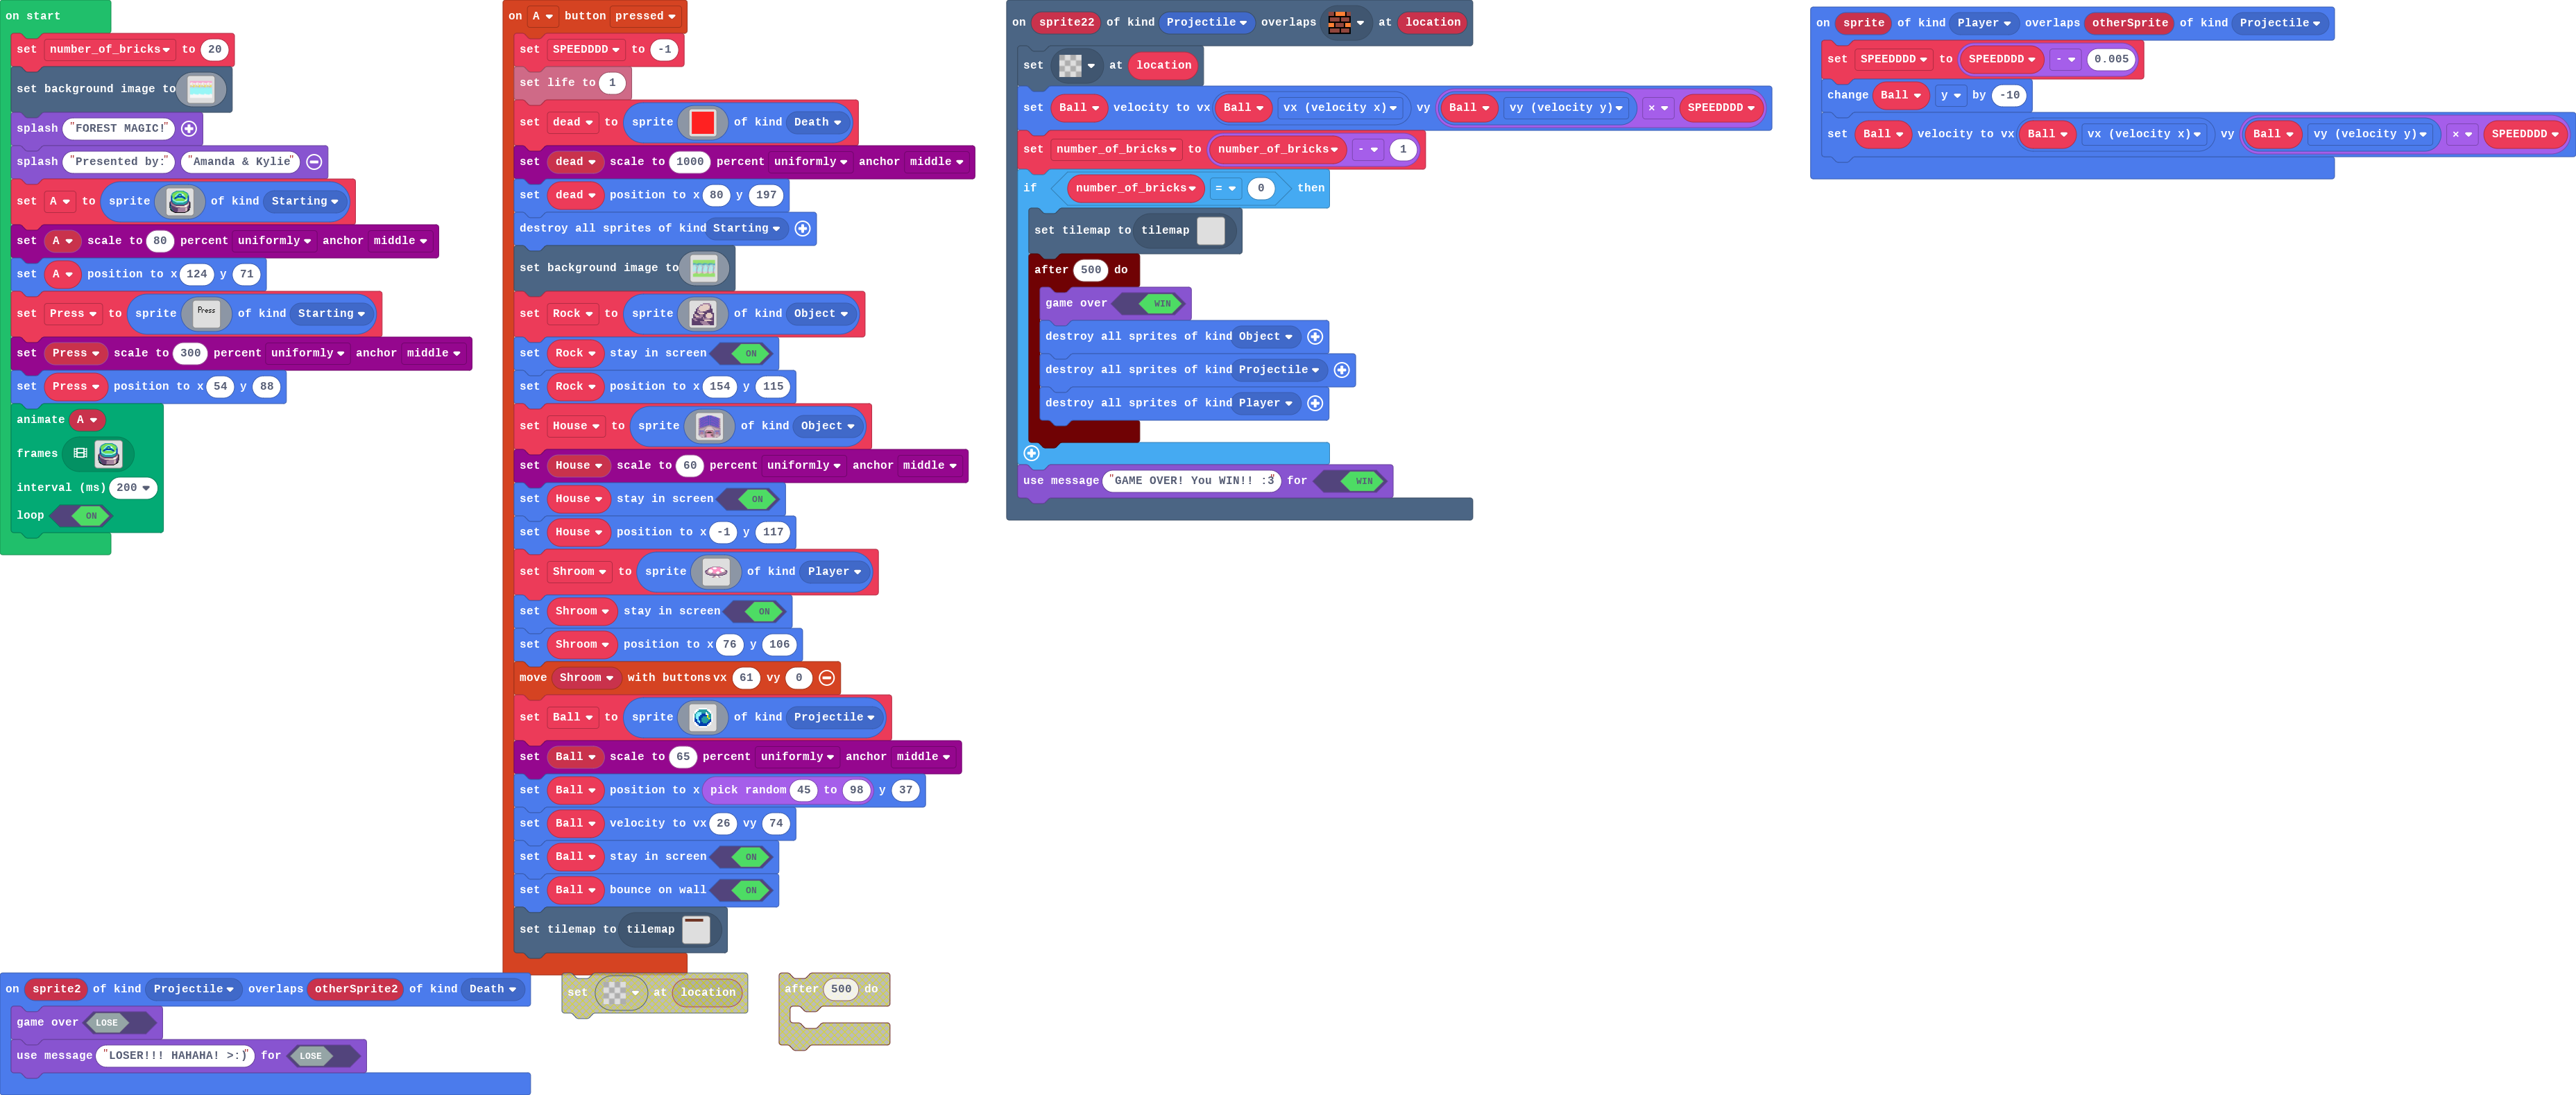 on start
set number_of_bricks to 20
set background image to
splash "FOREST MAGIC!"
splash "Presented by:" "Amanda & Kylie"
set A to sprite of kind Starting
set A scale to 80 percent uniformly anchor middle
set A position to x 124 y 71
set Press to sprite Press of kind Starting
set Press scale to 300 percent uniformly anchor middle
set Press position to x 54 y 88
animate A
frames
interval (ms) 200
loop ON
on A button pressed
set SPEEDDDD to -1
set life to 1
set dead to sprite of kind Death
set dead scale to 1000 percent uniformly anchor middle
set dead position to x 80 y 197
destroy all sprites of kind Starting
set background image to
set Rock to sprite of kind Object
set Rock stay in screen ON
set Rock position to x 154 y 115
set House to sprite of kind Object
set House scale to 60 percent uniformly anchor middle
set House stay in screen ON
set House position to x -1 y 117
set Shroom to sprite of kind Player
set Shroom stay in screen ON
set Shroom position to x 76 y 106
move Shroom with buttons vx 61 vy 0
set Ball to sprite of kind Projectile
set Ball scale to 65 percent uniformly anchor middle
set Ball position to x pick random 45 to 98 y 37
set Ball velocity to vx 26 vy 74
set Ball stay in screen ON
set Ball bounce on wall ON
set tilemap to tilemap
on sprite22 of kind Projectile overlaps at location
set at location
set Ball velocity to vx Ball vx (velocity x) vy Ball vy (velocity y) × SPEEDDDD
set number_of_bricks to number_of_bricks - 1
if number_of_bricks = 0 then
set tilemap to tilemap
after 500 do
game over WIN
destroy all sprites of kind Object
destroy all sprites of kind Projectile
destroy all sprites of kind Player
use message "GAME OVER! You WIN!! :3" for WIN
on sprite of kind Player overlaps otherSprite of kind Projectile
set SPEEDDDD to SPEEDDDD - 0.005
change Ball y by -10
set Ball velocity to vx Ball vx (velocity x) vy Ball vy (velocity y) × SPEEDDDD
on sprite2 of kind Projectile overlaps otherSprite2 of kind Death
game over LOSE
use message "LOSER!!! HAHAHA! >:)" for LOSE
set at location
after 500 do